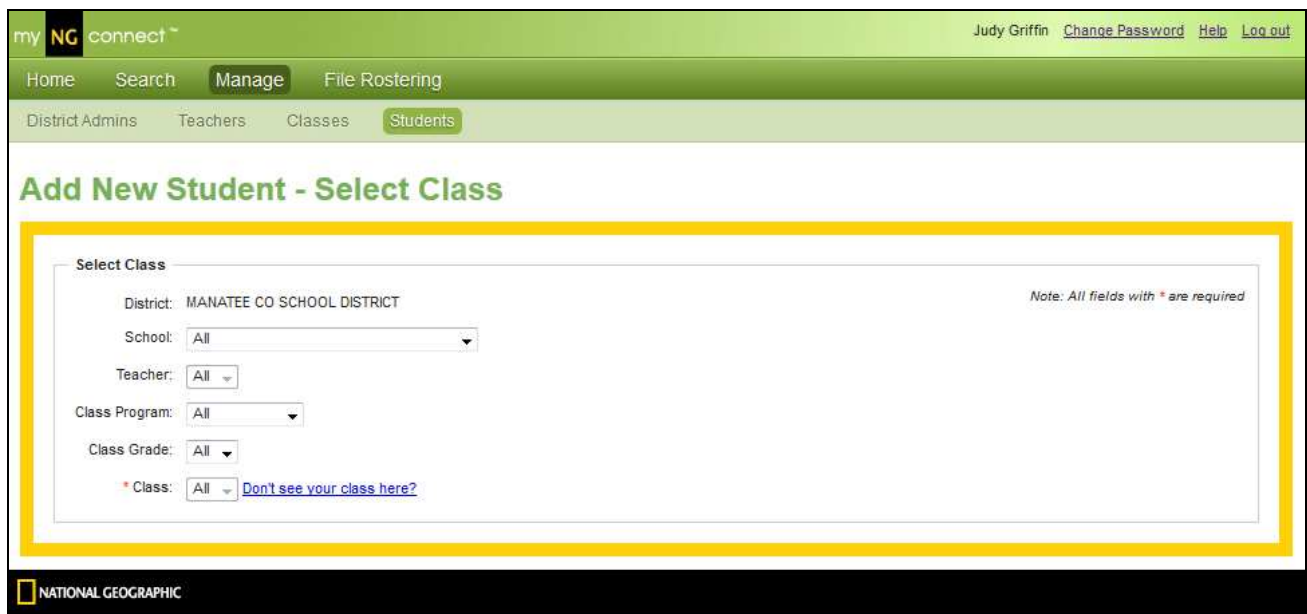 my NG connect™ Judy Griffin Change Password Help Log out
Home Search Manage File Rostering
District Admins Teachers Classes Students
Add New Student - Select Class
Select Class
District: MANATEE CO SCHOOL DISTRICT Note: All fields with * are required
School: All
Teacher: All
Class Program: All
Class Grade: All
* Class: All Don't see your class here?
NATIONAL GEOGRAPHIC